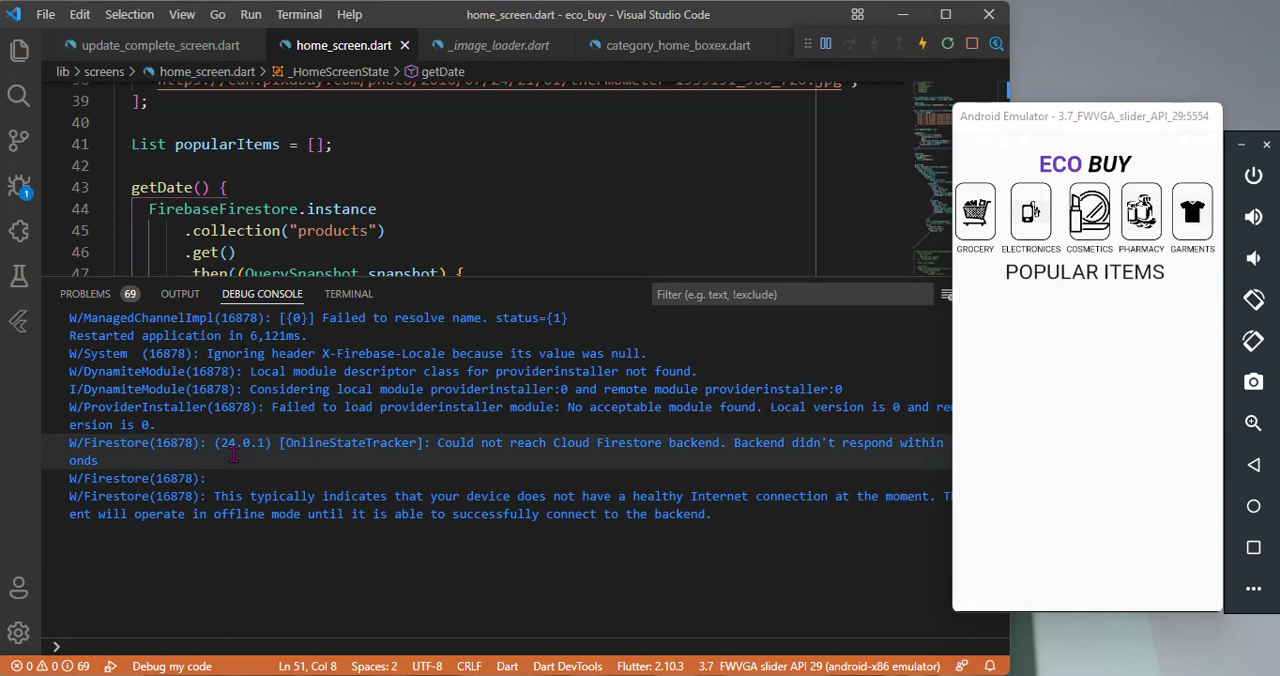 File Edit Selection View Go Run Terminal Help home_screen.dart - eco_buy - Visual Studio Code
update_complete_screen.dart home_screen.dart _image_loader.dart category_home_boxex.dart
lib > screens > home_screen.dart > _HomeScreenState > getDate
39 ];
40
41 List popularItems = [];
42
43 getDate() {
44 FirebaseFirestore.instance
45 .collection("products")
46 .get()
47 .then((QuerySnapshot snapshot) {
PROBLEMS 69 OUTPUT DEBUG CONSOLE TERMINAL Filter (e.g. text, !exclude)
W/ManagedChannelImpl(16878): [{0}] Failed to resolve name. status={1}
Restarted application in 6,121ms.
W/System (16878): Ignoring header X-Firebase-Locale because its value was null.
W/DynamiteModule(16878): Local module descriptor class for providerinstaller not found.
I/DynamiteModule(16878): Considering local module providerinstaller:0 and remote module providerinstaller:0
W/ProviderInstaller(16878): Failed to load providerinstaller module: No acceptable module found. Local version is 0 and rem
ersion is 0.
W/Firestore(16878): (24.0.1) [OnlineStateTracker]: Could not reach Cloud Firestore backend. Backend didn't respond within
onds
W/Firestore(16878):
W/Firestore(16878): This typically indicates that your device does not have a healthy Internet connection at the moment. Th
ent will operate in offline mode until it is able to successfully connect to the backend.
>
0 0 69 Debug my code Ln 51, Col 8 Spaces: 2 UTF-8 CRLF Dart Dart DevTools Flutter: 2.10.3 3.7 FWVGA slider API 29 (android-x86 emulator)
1
Android Emulator - 3.7_FWVGA_slider_API_29:5554
ECO BUY
GROCERY ELECTRONICES COSMETICS PHARMACY GARMENTS
POPULAR ITEMS